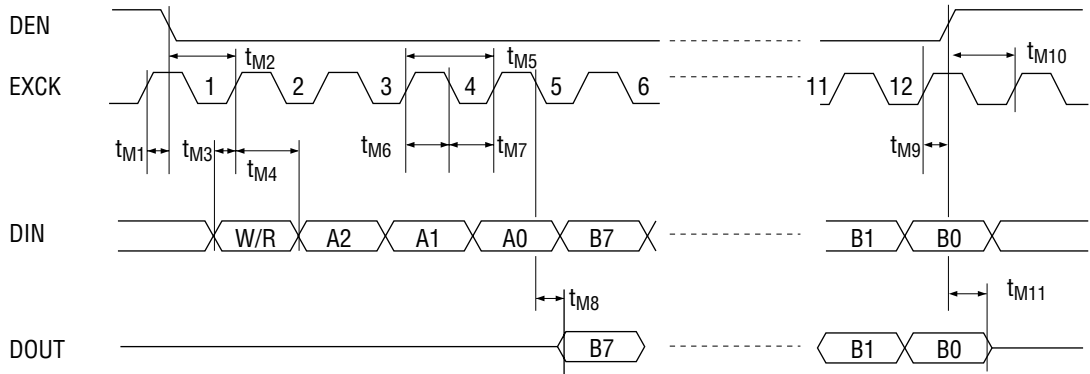 DEN
tM2 tM5 tM10
EXCK 1 2 3 4 5 6 11 12
tM1 tM3 tM4 tM6 tM7 tM9
DIN W/R A2 A1 A0 B7 B1 B0
tM8 tM11
DOUT B7 B1 B0